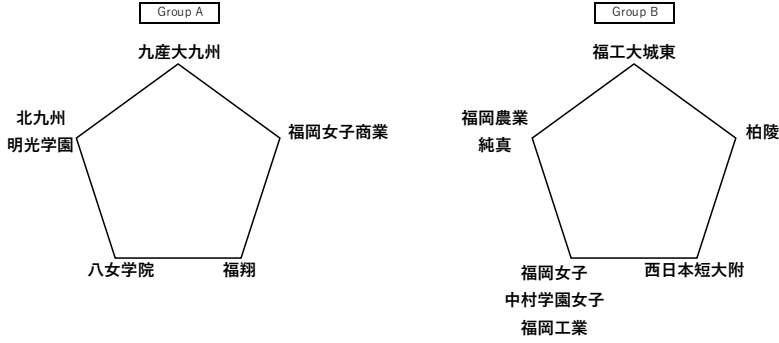 Group A
九産大九州
北九州
明光学園
福岡女子商業
八女学院
福翔
Group B
福工大城東
福岡農業
純真
柏陵
福岡女子
中村学園女子
福岡工業
西日本短大附